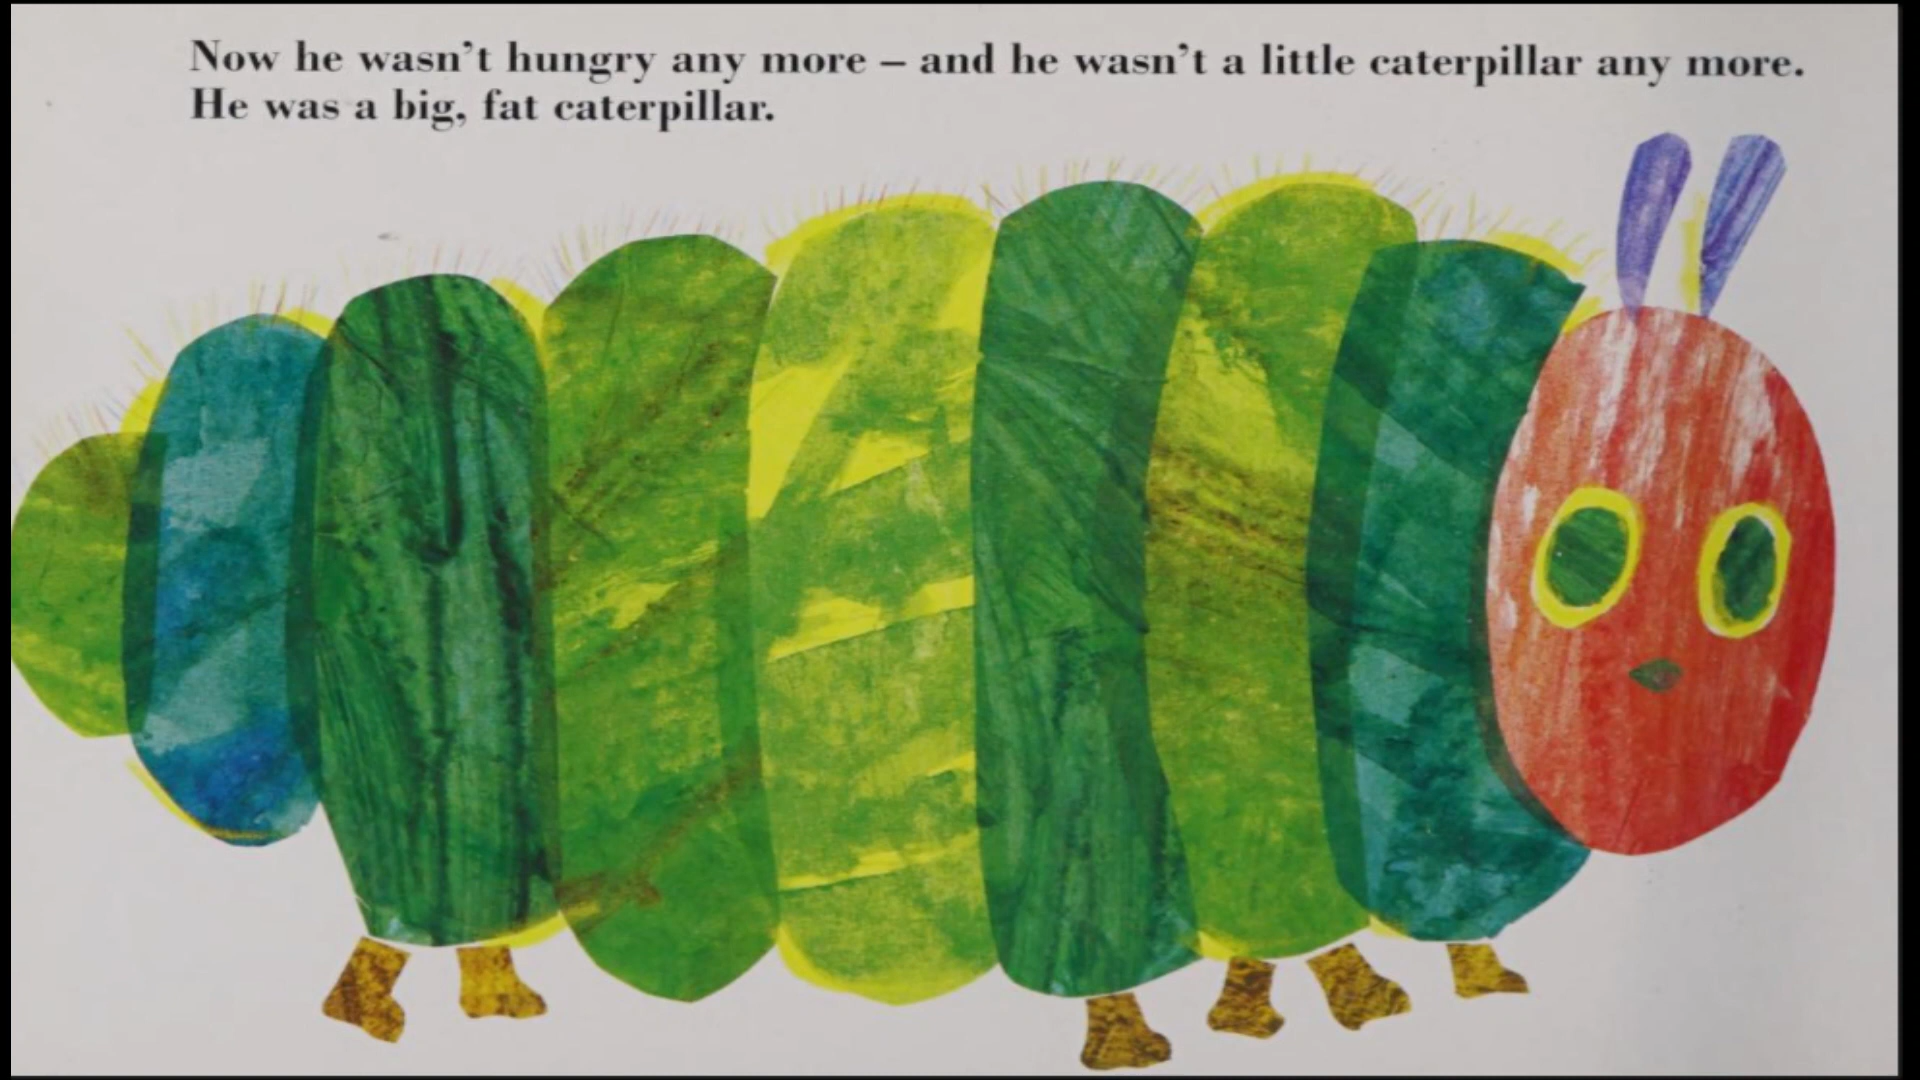 Now he wasn't hungry any more – and he wasn't a little caterpillar any more.
He was a big, fat caterpillar.